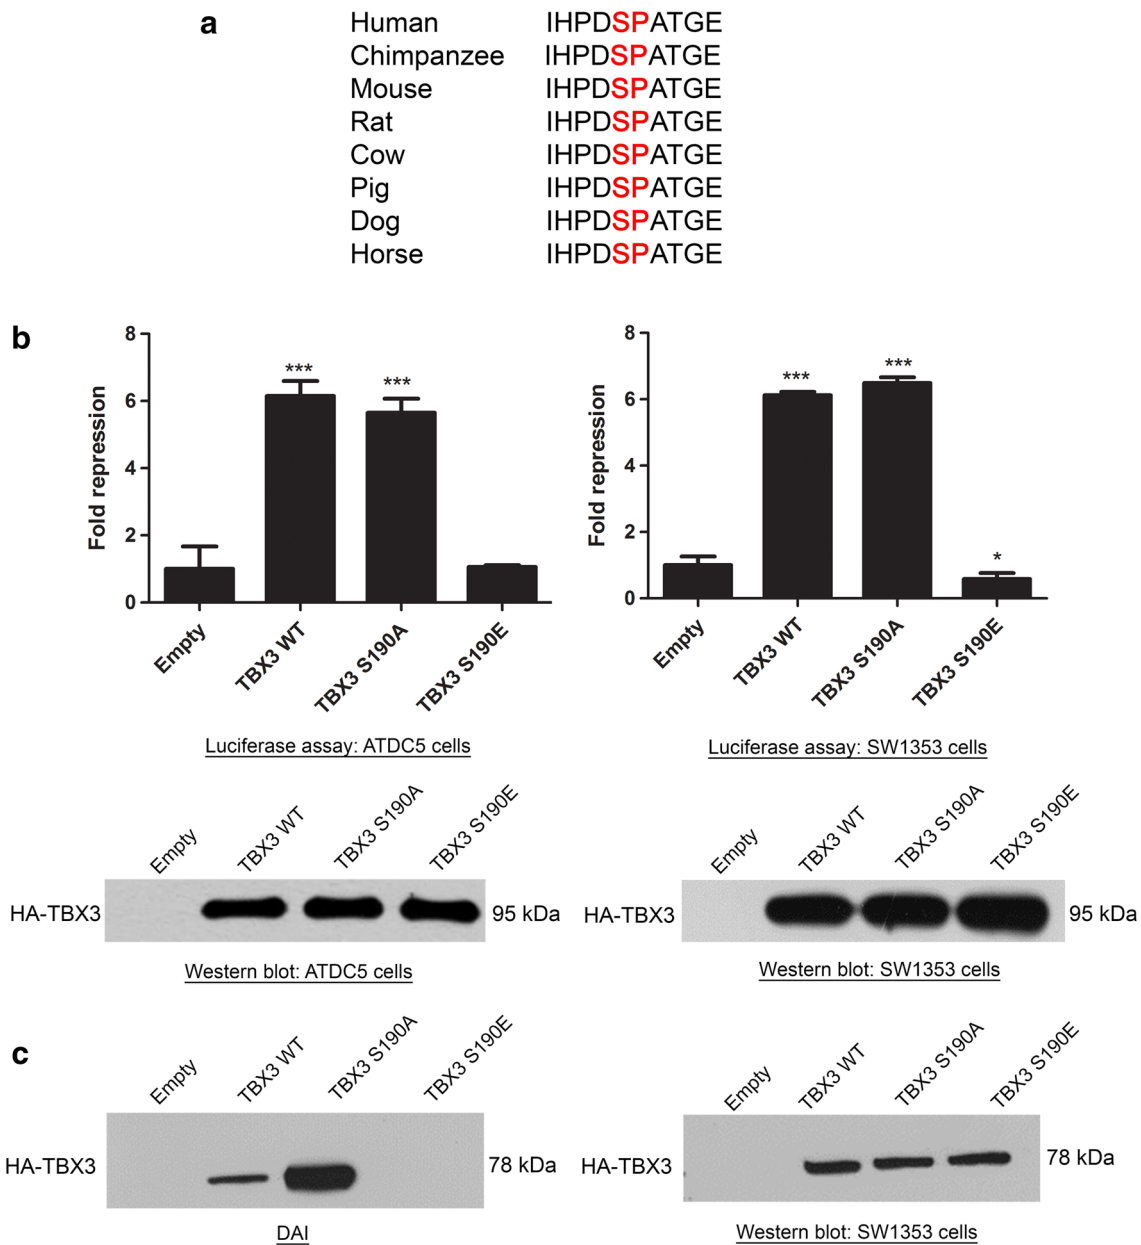 a
Human IHPDSPATGE
Chimpanzee IHPDSPATGE
Mouse IHPDSPATGE
Rat IHPDSPATGE
Cow IHPDSPATGE
Pig IHPDSPATGE
Dog IHPDSPATGE
Horse IHPDSPATGE
b
Fold repression
8
6
4
2
0
***
***
Empty
TBX3 WT
TBX3 S190A
TBX3 S190E
Luciferase assay: ATDC5 cells
Fold repression
8
6
4
2
0
***
***
*
Empty
TBX3 WT
TBX3 S190A
TBX3 S190E
Luciferase assay: SW1353 cells
Empty
TBX3 WT
TBX3 S190A
TBX3 S190E
HA-TBX3
95 kDa
Western blot: ATDC5 cells
Empty
TBX3 WT
TBX3 S190A
TBX3 S190E
HA-TBX3
95 kDa
Western blot: SW1353 cells
c
Empty
TBX3 WT
TBX3 S190A
TBX3 S190E
HA-TBX3
78 kDa
DAI
Empty
TBX3 WT
TBX3 S190A
TBX3 S190E
HA-TBX3
78 kDa
Western blot: SW1353 cells